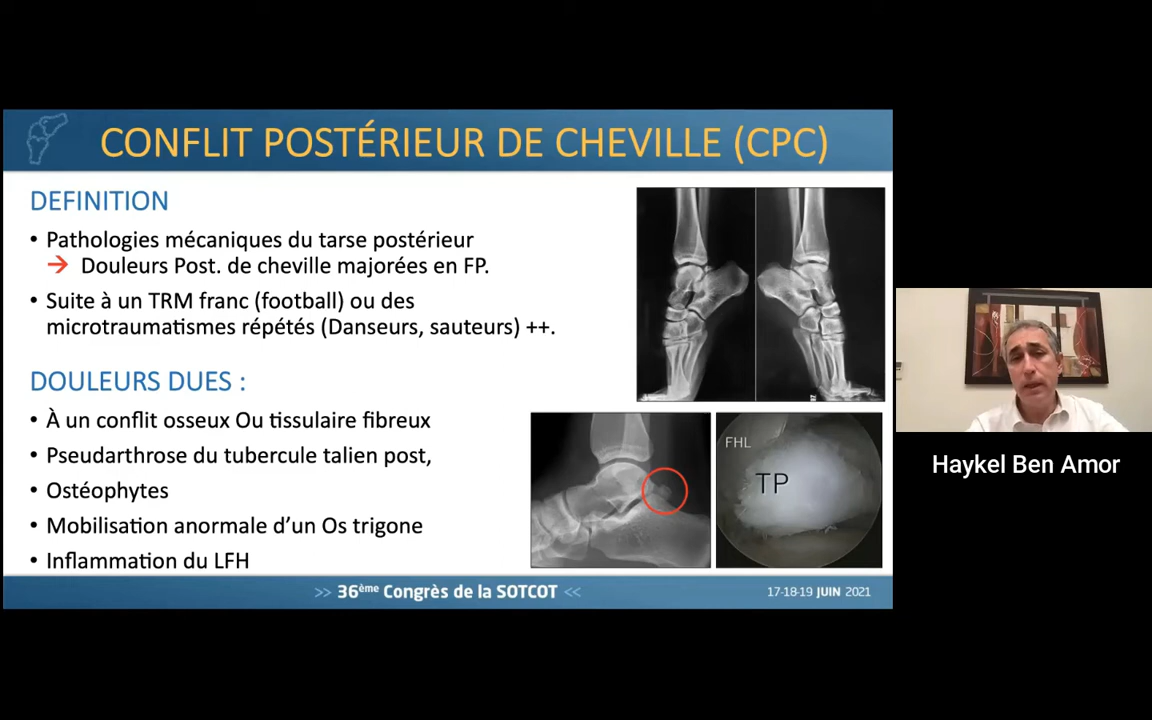 CONFLIT POSTÉRIEUR DE CHEVILLE (CPC)
DEFINITION
• Pathologies mécaniques du tarse postérieur
→ Douleurs Post. de cheville majorées en FP.
• Suite à un TRM franc (football) ou des
microtraumatismes répétés (Danseurs, sauteurs) ++.
DOULEURS DUES :
• À un conflit osseux Ou tissulaire fibreux
• Pseudarthrose du tubercule talien post,
• Ostéophytes
• Mobilisation anormale d’un Os trigone
• Inflammation du LFH
FHL
TP
>> 36ème Congrès de la SOTCOT <<
17-18-19 JUIN 2021
Haykel Ben Amor